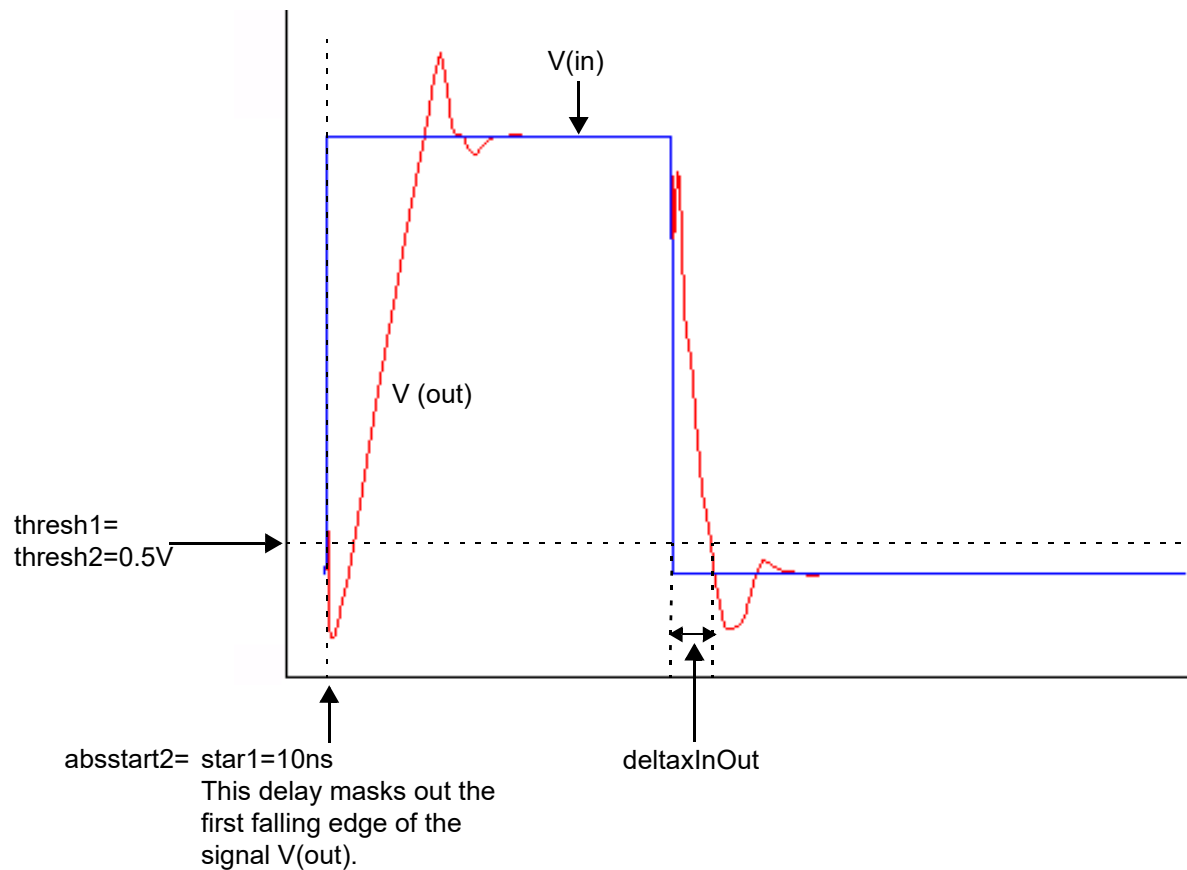 V(in)
V (out)
thresh1=
thresh2=0.5V
absstart2= star1=10ns
This delay masks out the
first falling edge of the
signal V(out).
deltaxInOut